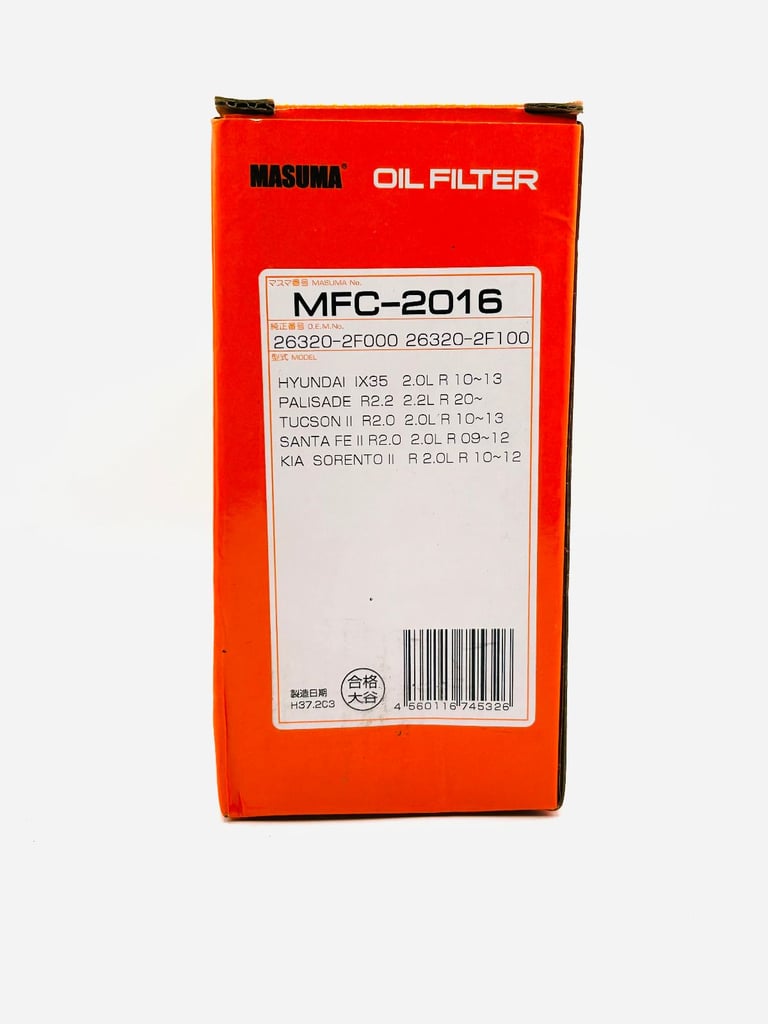 MASUMA® OIL FILTER
マスマ番号 MASUMA No.
MFC-2016
純正番号 O.E.M.No.
26320-2F000 26320-2F100
型式 MODEL
HYUNDAI IX35 2.0L R 10~13
PALISADE R2.2 2.2L R 20~
TUCSON II R2.0 2.0L R 10~13
SANTA FE II R2.0 2.0L R 09~12
KIA SORENTO II R 2.0L R 10~12
製造日期
H37.2C3
合格
大谷
4 560116 745326